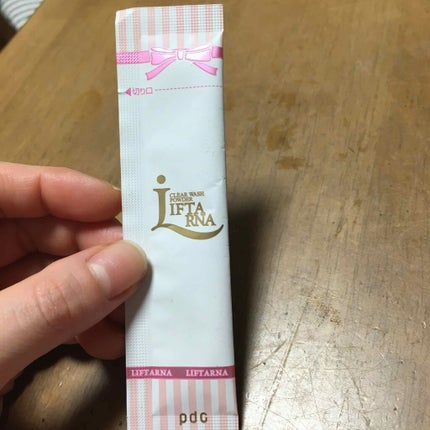 切り口
CLEAR WASH
POWDER
LIFTA
RNA
LIFTARNA LIFTARNA
pdc